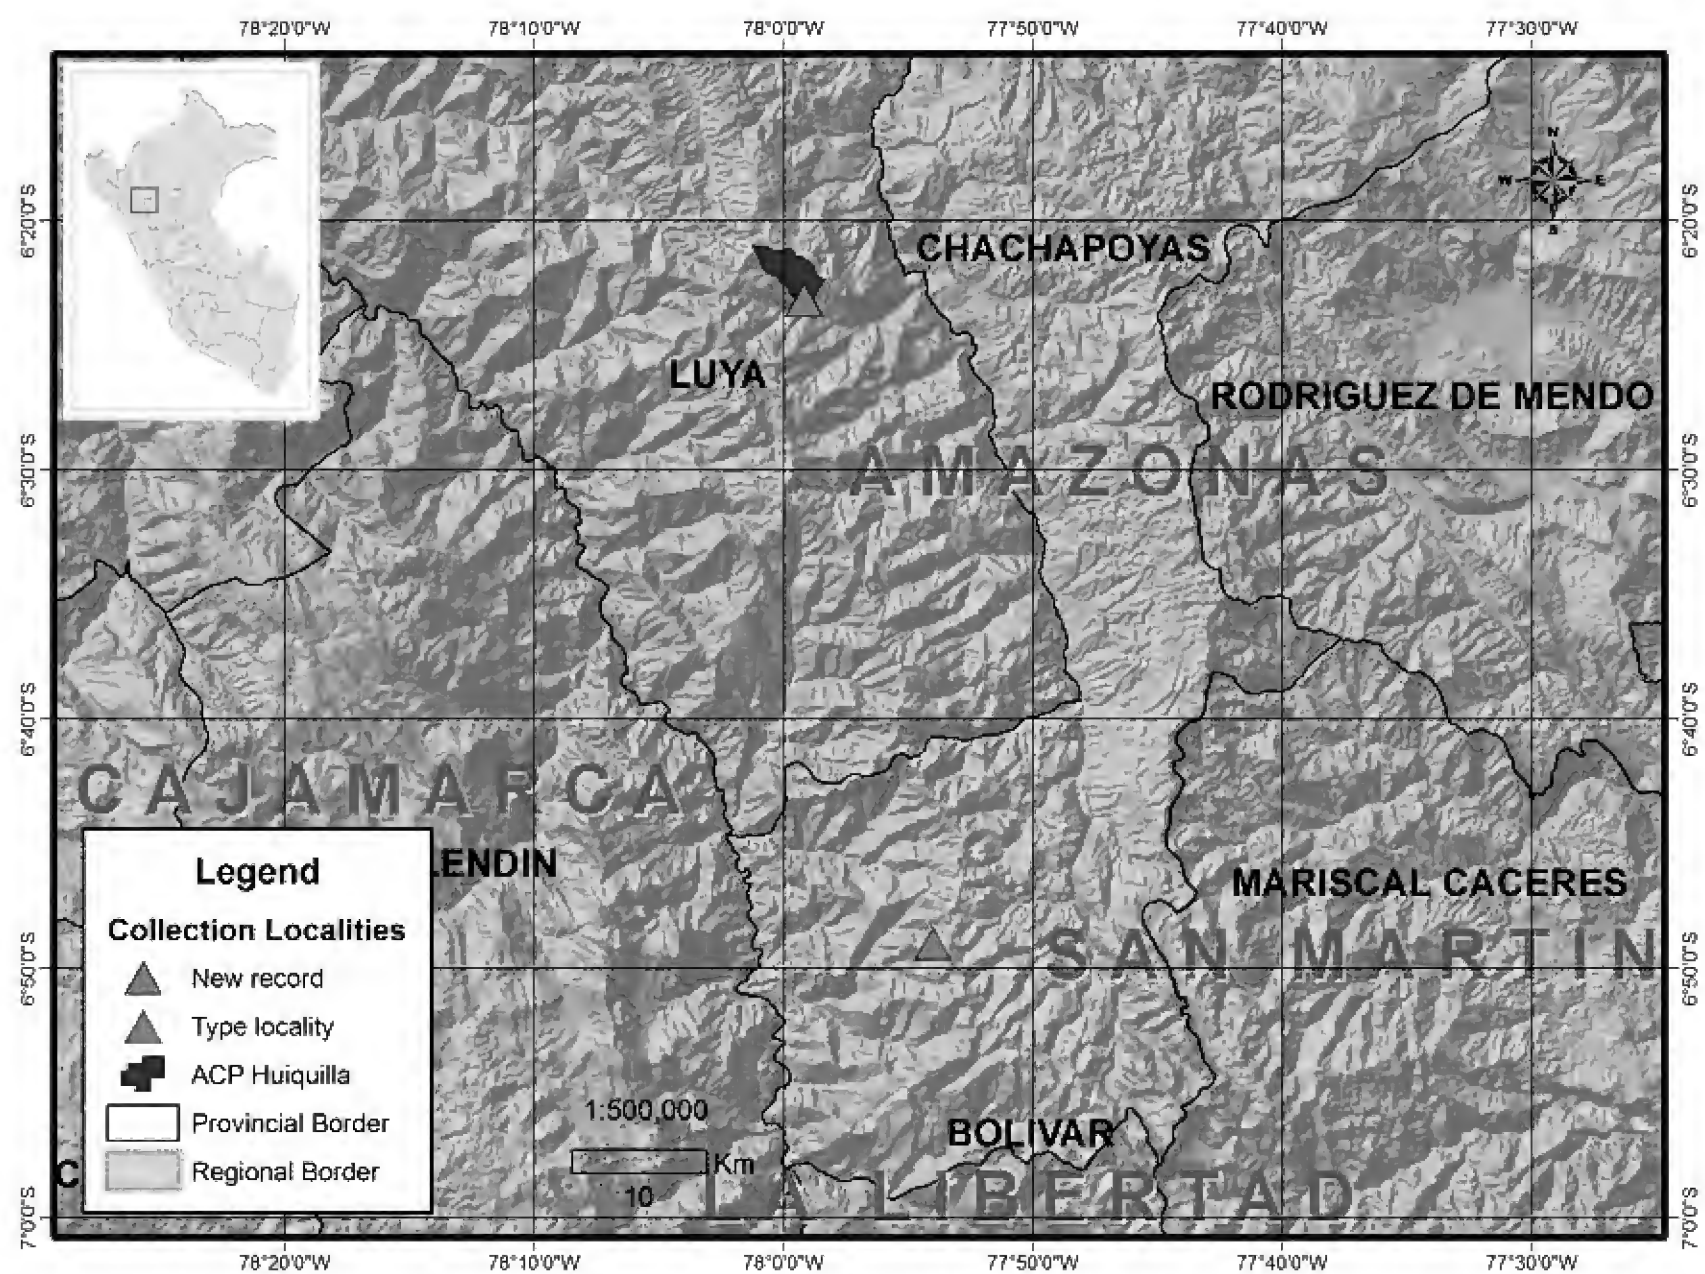 78°20'0"W 78°10'0"W 78°0'0"W 77°50'0"W 77°40'0"W 77°30'0"W
N
W E
S
6°20'0"S 6°20'0"S
CHACHAPOYAS
LUYA
RODRIGUEZ DE MENDO
AMAZONAS
6°30'0"S 6°30'0"S
6°40'0"S 6°40'0"S
CAJAMARCA
LENDIN
MARISCAL CACERES
SAN MARTIN
6°50'0"S 6°50'0"S
Legend
Collection Localities
New record
Type locality
ACP Huiquilla
Provincial Border
Regional Border
C
1:500,000
Km
10
BOLIVAR
LA LIBERTAD
7°0'0"S 7°0'0"S
78°20'0"W 78°10'0"W 78°0'0"W 77°50'0"W 77°40'0"W 77°30'0"W